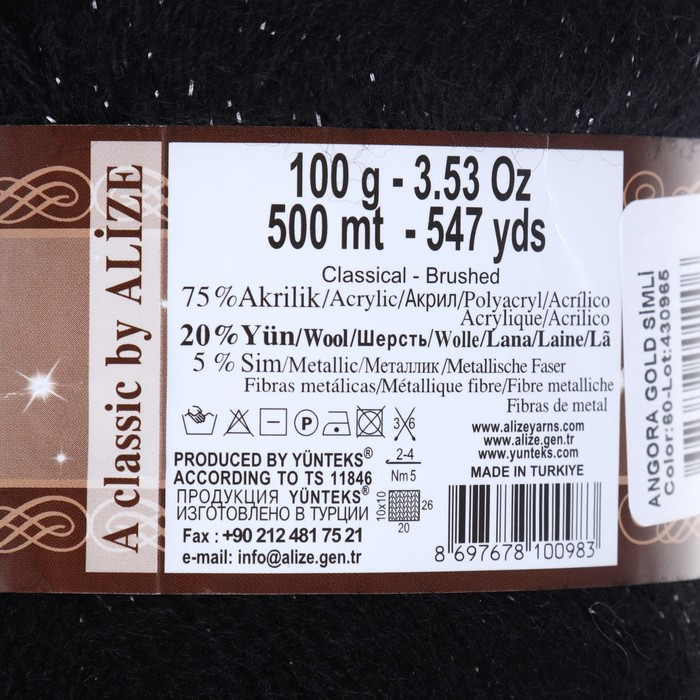 A classic by ALİZE
100 g - 3.53 Oz
500 mt - 547 yds
Classical - Brushed
75 % Akrilik/Acrylic/Акрил/Polyacryl/Acrílico
Acrylique/Acrilico
20 % Yün/Wool/Шерсть/Wolle/Lana/Laine/Lã
5 % Sim/Metallic/Металлик/Metallische Faser
Fibras metálicas/Métallique fibre/Fibre metalliche
Fibras de metal
P
3 6
www.alizeyarns.com
www.alize.gen.tr
www.yunteks.com
MADE IN TURKIYE
PRODUCED BY YÜNTEKS®
ACCORDING TO TS 11846
ПРОДУКЦИЯ YÜNTEKS®
ИЗГОТОВЛЕНО В ТУРЦИИ
Fax : +90 212 481 75 21
e-mail: info@alize.gen.tr
2-4
Nm 5
10x10
26
20
8 697678 100983
ANGORA GOLD SİMLİ
Color:60-Lot:430965